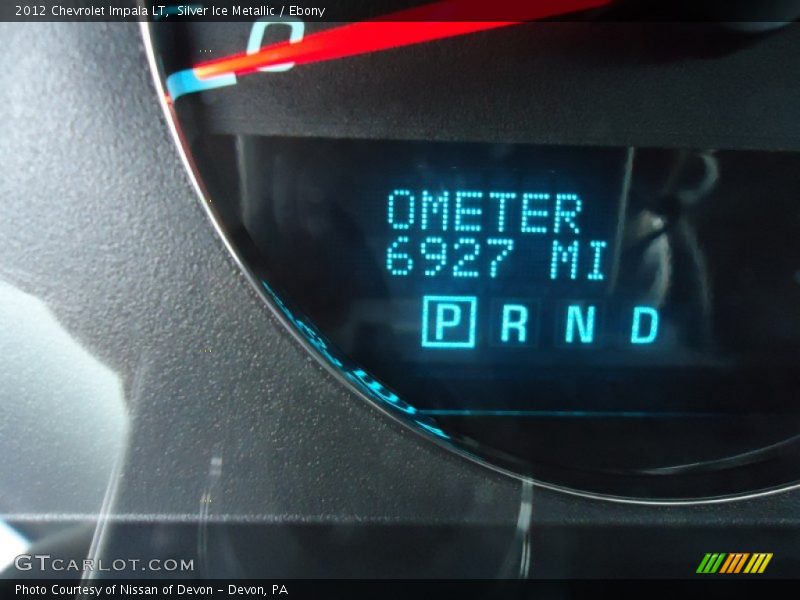 2012 Chevrolet Impala LT, Silver Ice Metallic / Ebony
0
OMETER
6927 MI
P R N D
GTCARLOT.COM
Photo Courtesy of Nissan of Devon - Devon, PA